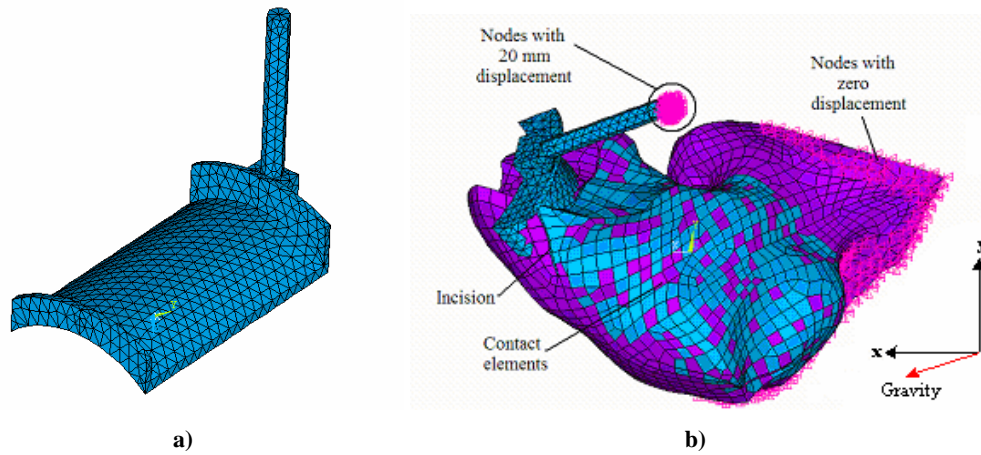 Nodes with
20 mm
displacement
Nodes with
zero
displacement
Incision
Contact
elements
y
x
Gravity
a)
b)